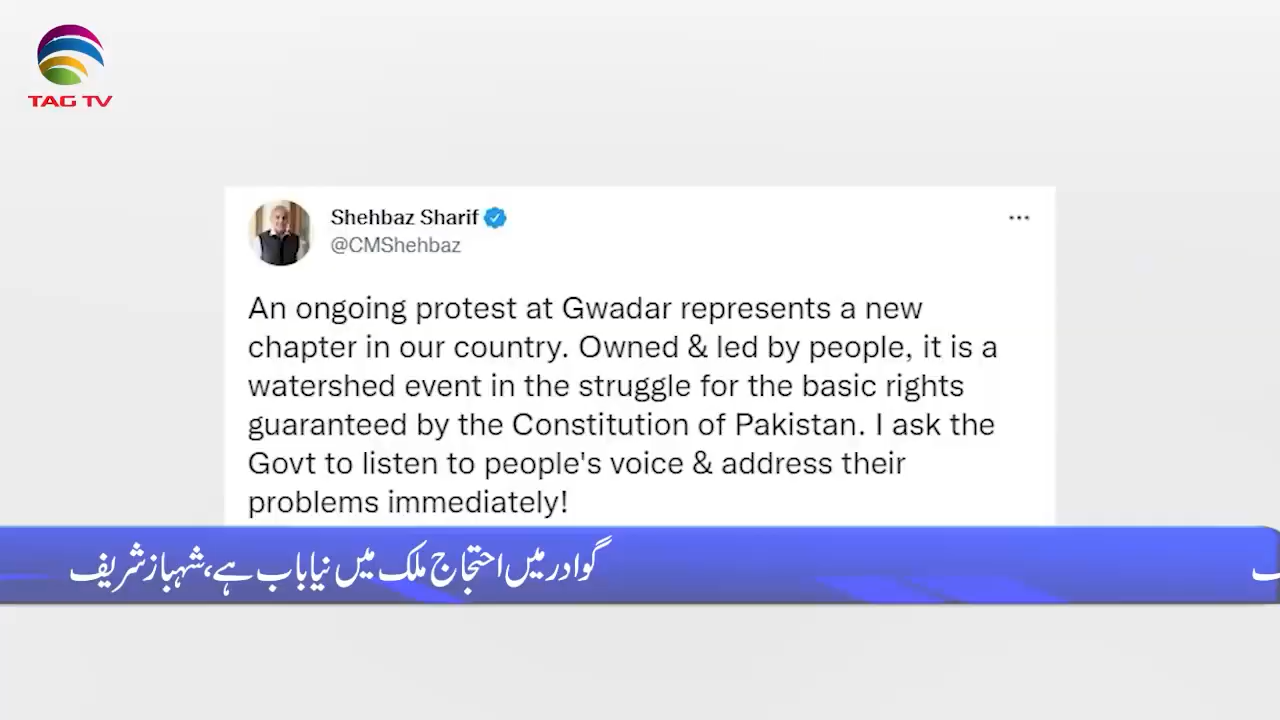 TAG TV
Shehbaz Sharif
@CMShehbaz
An ongoing protest at Gwadar represents a new
chapter in our country. Owned & led by people, it is a
watershed event in the struggle for the basic rights
guaranteed by the Constitution of Pakistan. I ask the
Govt to listen to people's voice & address their
problems immediately!
گوادر میں احتجاج ملک میں نیا باب ہے، شہباز شریف